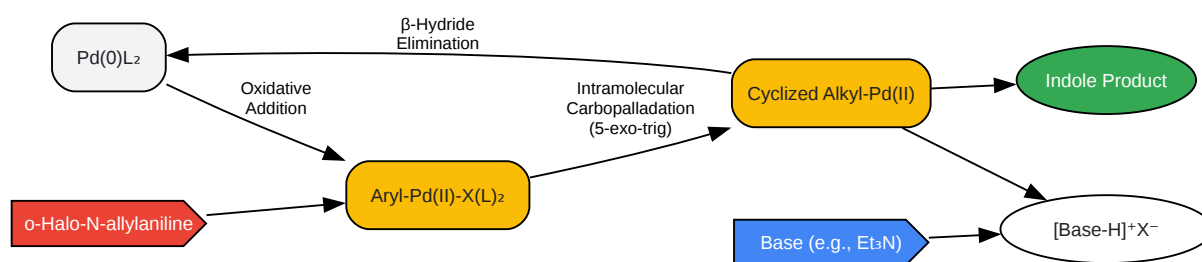 β-Hydride
Elimination
Pd(0)L₂
Oxidative
Addition
Intramolecular
Carbopalladation
(5-exo-trig)
Cyclized Alkyl-Pd(II)
Indole Product
Aryl-Pd(II)-X(L)₂
o-Halo-N-allylaniline
Base (e.g., Et₃N)
[Base-H]⁺X⁻